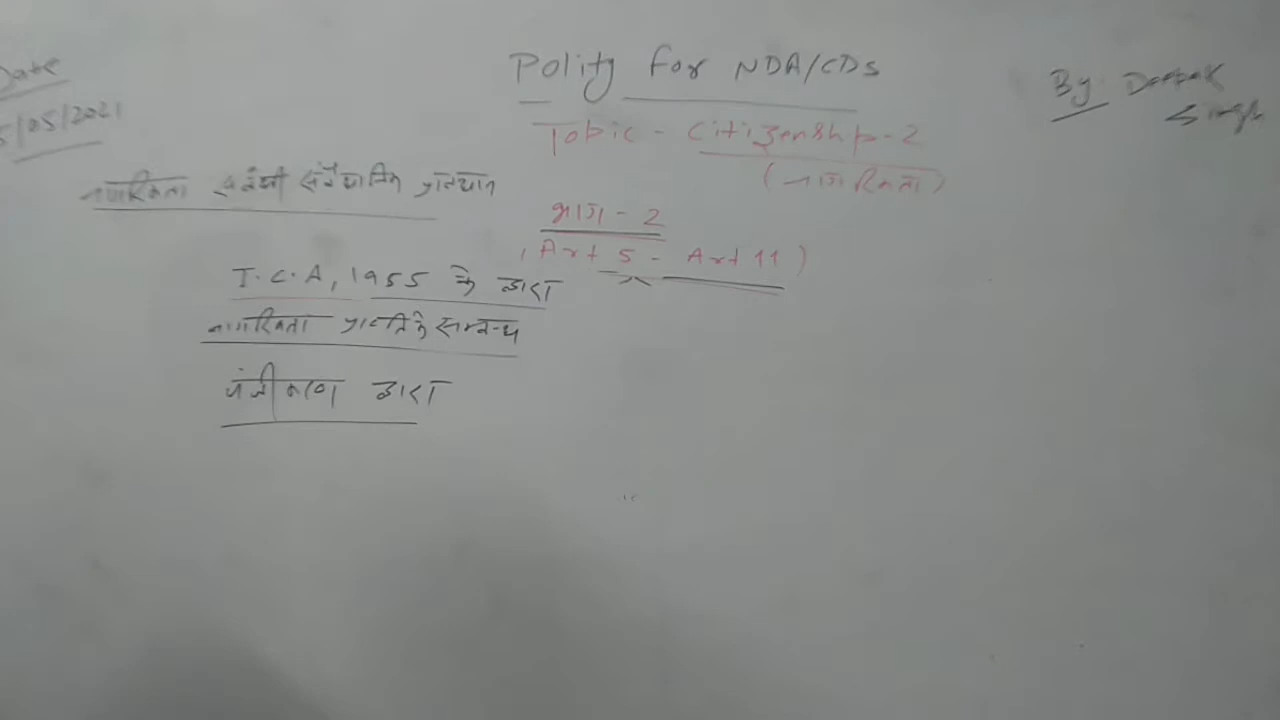 Date
5/05/2021
Polity for NDA/CDS
By: Deepak
Singh
Topic - Citizenship-2
(नागरिकता)
नागरिकता संबंधी संवैधानिक प्रावधान
भाग - 2
(Art 5 - Art 11)
I.C.A, 1955 के द्वारा
नागरिकता प्राप्ति के सम्बन्ध
पंजीकरण द्वारा